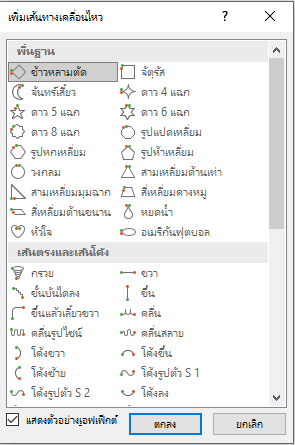 เพิ่มเส้นทางเคลื่อนไหว ? ×
พื้นฐาน
ข้าวหลามตัด จัตุรัส
จันทร์เสี้ยว ดาว 4 แฉก
ดาว 5 แฉก ดาว 6 แฉก
ดาว 8 แฉก รูปแปดเหลี่ยม
รูปหกเหลี่ยม รูปห้าเหลี่ยม
วงกลม สามเหลี่ยมด้านเท่า
สามเหลี่ยมมุมฉาก สี่เหลี่ยมคางหมู
สี่เหลี่ยมด้านขนาน หยดน้ำ
หัวใจ อเมริกันฟุตบอล
เส้นตรงและเส้นโค้ง
กรวย ขวา
ขั้นบันไดลง ขึ้น
ขึ้นแล้วเลี้ยวขวา คลื่น
คลื่นรูปไซน์ คลื่นสลาย
โค้งขวา โค้งขึ้น
โค้งซ้าย โค้งรูปตัว S 1
โค้งรูปตัว S 2 โค้งลง
แสดงตัวอย่างเอฟเฟ็กต์ ตกลง ยกเลิก